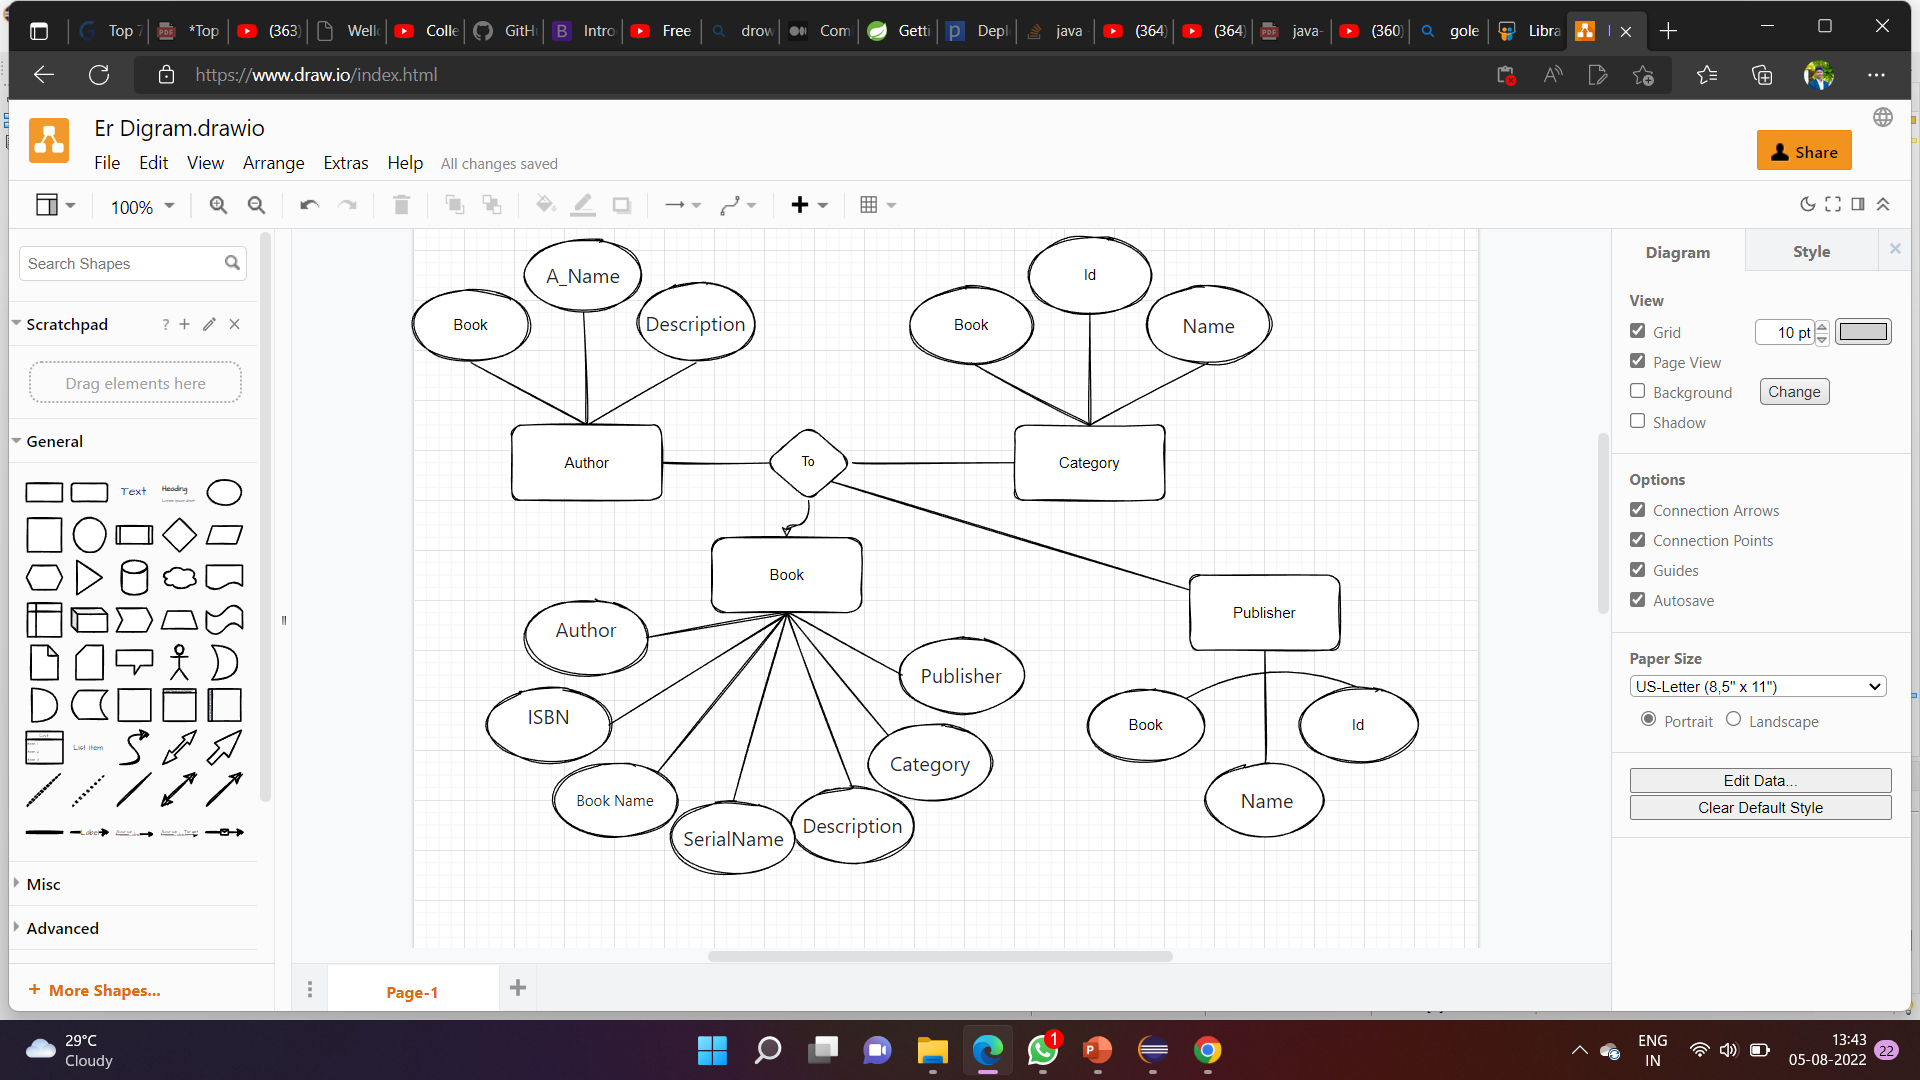 Top 7
*Top
(363)
Welc
Colle
GitHu
Intro
Free
drow
Com
Getti
Depl
java
(364)
(364)
java-
(360)
gole
Libra
https://www.draw.io/index.html
Er Digram.drawio
File Edit View Arrange Extras Help All changes saved
Share
100%
Search Shapes
Scratchpad
?
Drag elements here
General
Text
Heading
List
List Item
Label
Misc
Advanced
+ More Shapes...
A_Name
Book
Description
Id
Book
Name
Author
To
Category
Book
Publisher
Author
ISBN
Book Name
SerialName
Description
Category
Publisher
Book
Id
Name
Page-1
Diagram
Style
View
Grid
10 pt
Page View
Background
Change
Shadow
Options
Connection Arrows
Connection Points
Guides
Autosave
Paper Size
US-Letter (8,5" x 11")
Portrait
Landscape
Edit Data...
Clear Default Style
29°C
Cloudy
1
ENG
IN
13:43
05-08-2022
22